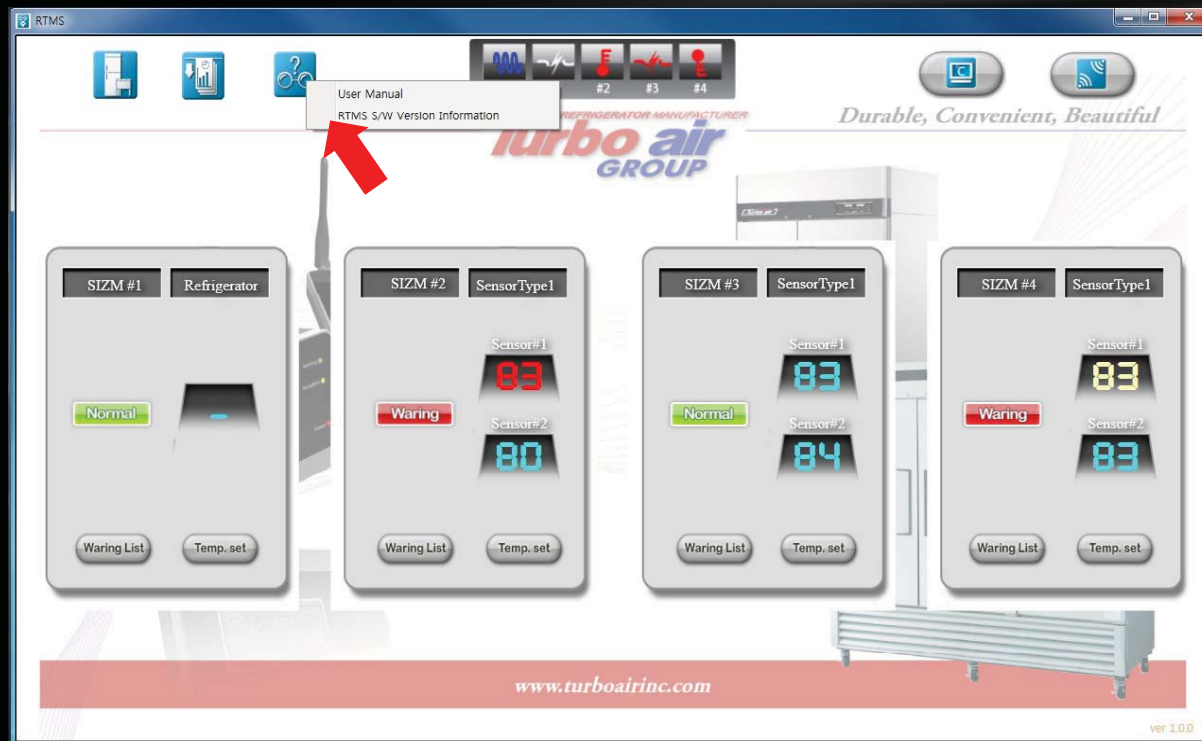 RTMS
#2 #3 #4
User Manual
RTMS S/W Version Information
REFRIGERATOR MANUFACTURER
Turbo air
GROUP
Durable, Convenient, Beautiful
SIZM #1 Refrigerator
Normal
-
Waring List Temp. set
SIZM #2 SensorType1
Sensor#1
83
Waring
Sensor#2
80
Waring List Temp. set
SIZM #3 SensorType1
Sensor#1
83
Normal
Sensor#2
84
Waring List Temp. set
SIZM #4 SensorType1
Sensor#1
83
Waring
Sensor#2
83
Waring List Temp. set
www.turboairinc.com
ver 1.0.0